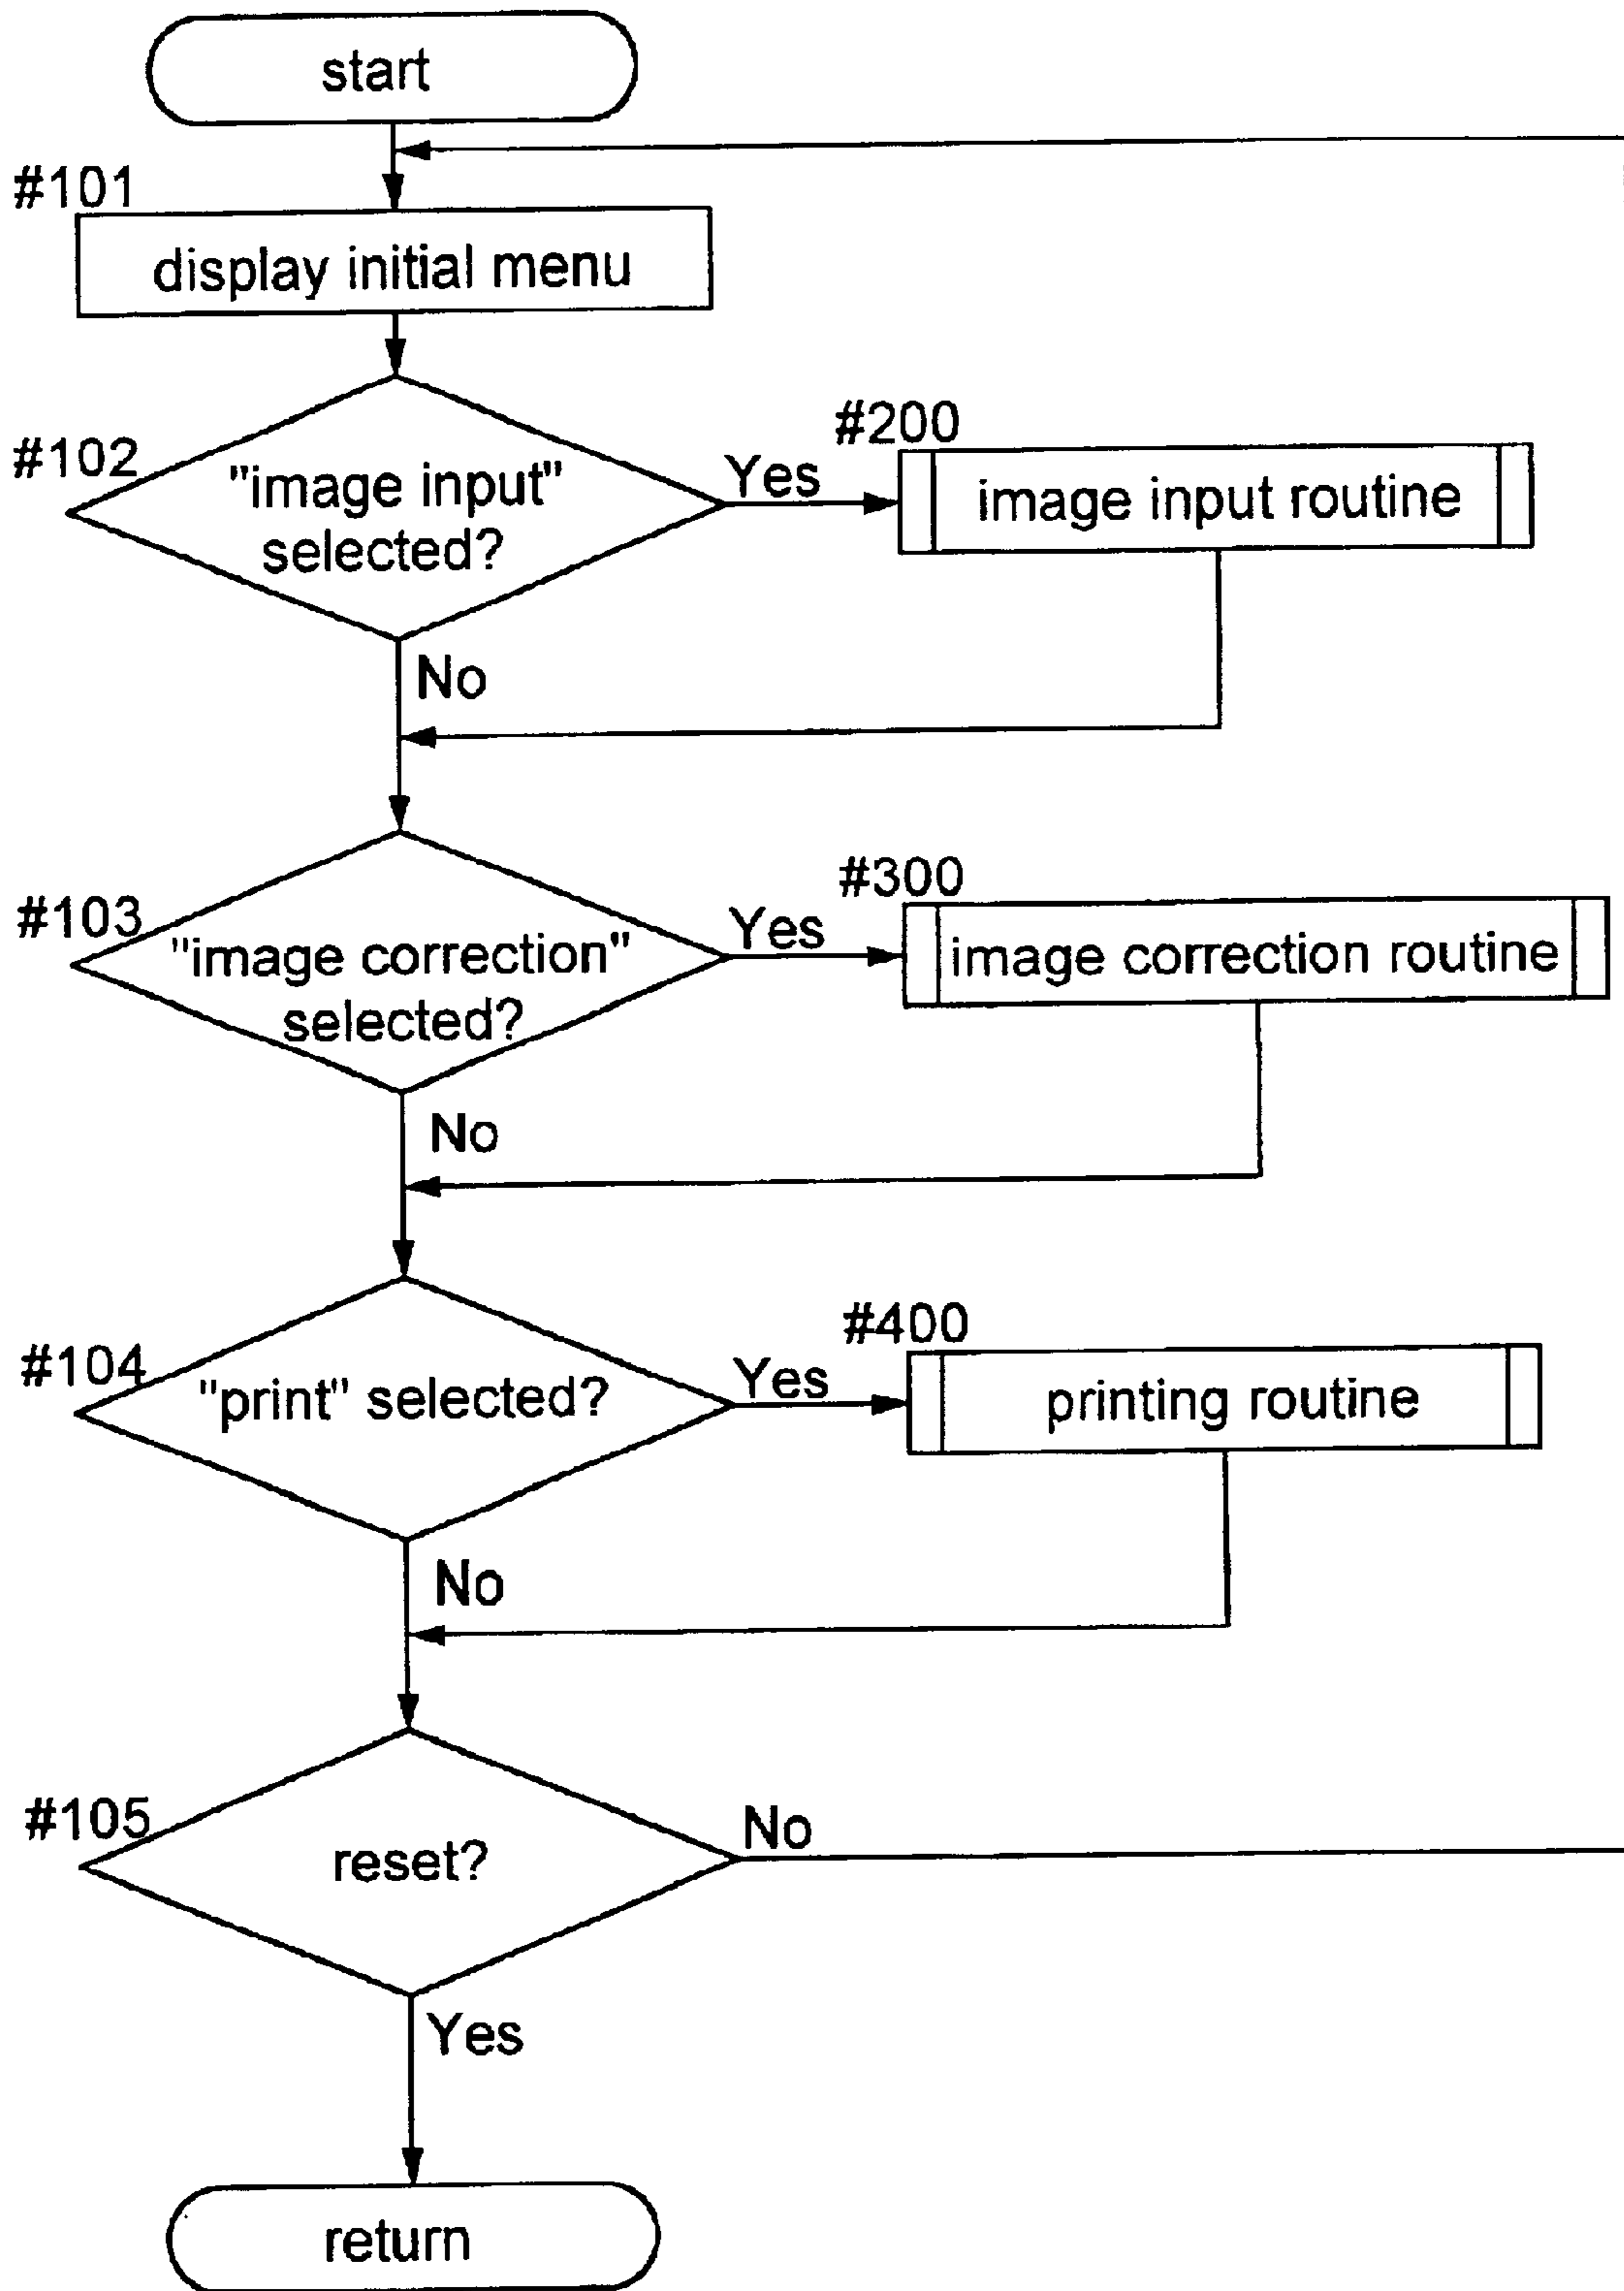 start
#101
display initial menu
#102
"image input"
selected?
Yes
#200
image input routine
No
#103
"image correction"
selected?
Yes
#300
image correction routine
No
#104
"print" selected?
Yes
#400
printing routine
No
#105
reset?
No
Yes
return